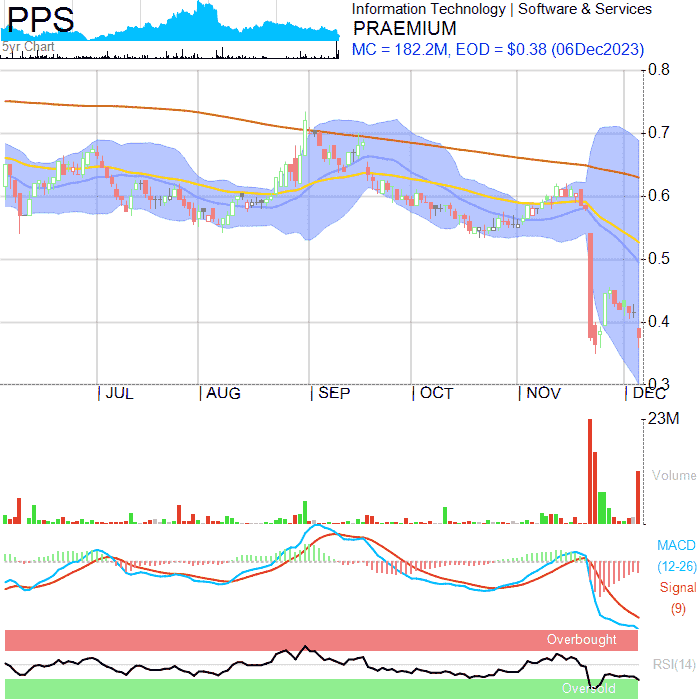 PPS
5yr Chart
Information Technology | Software & Services
PRAEMIUM
MC = 182.2M, EOD = $0.38 (06Dec2023)
0.8
0.7
0.6
0.5
0.4
0.3
| JUL | AUG | SEP | OCT | NOV | DEC
23M
Volume
MACD
(12-26)
Signal
(9)
Overbought
RSI(14)
Oversold